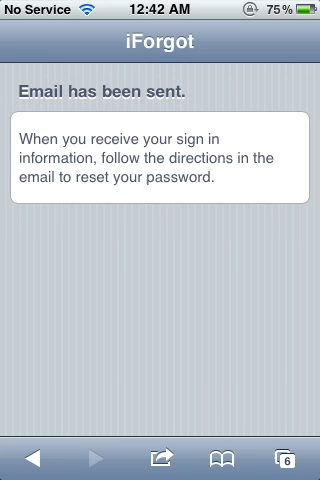 No Service 12:42 AM 75%
iForgot
Email has been sent.
When you receive your sign in
information, follow the directions in the
email to reset your password.
6